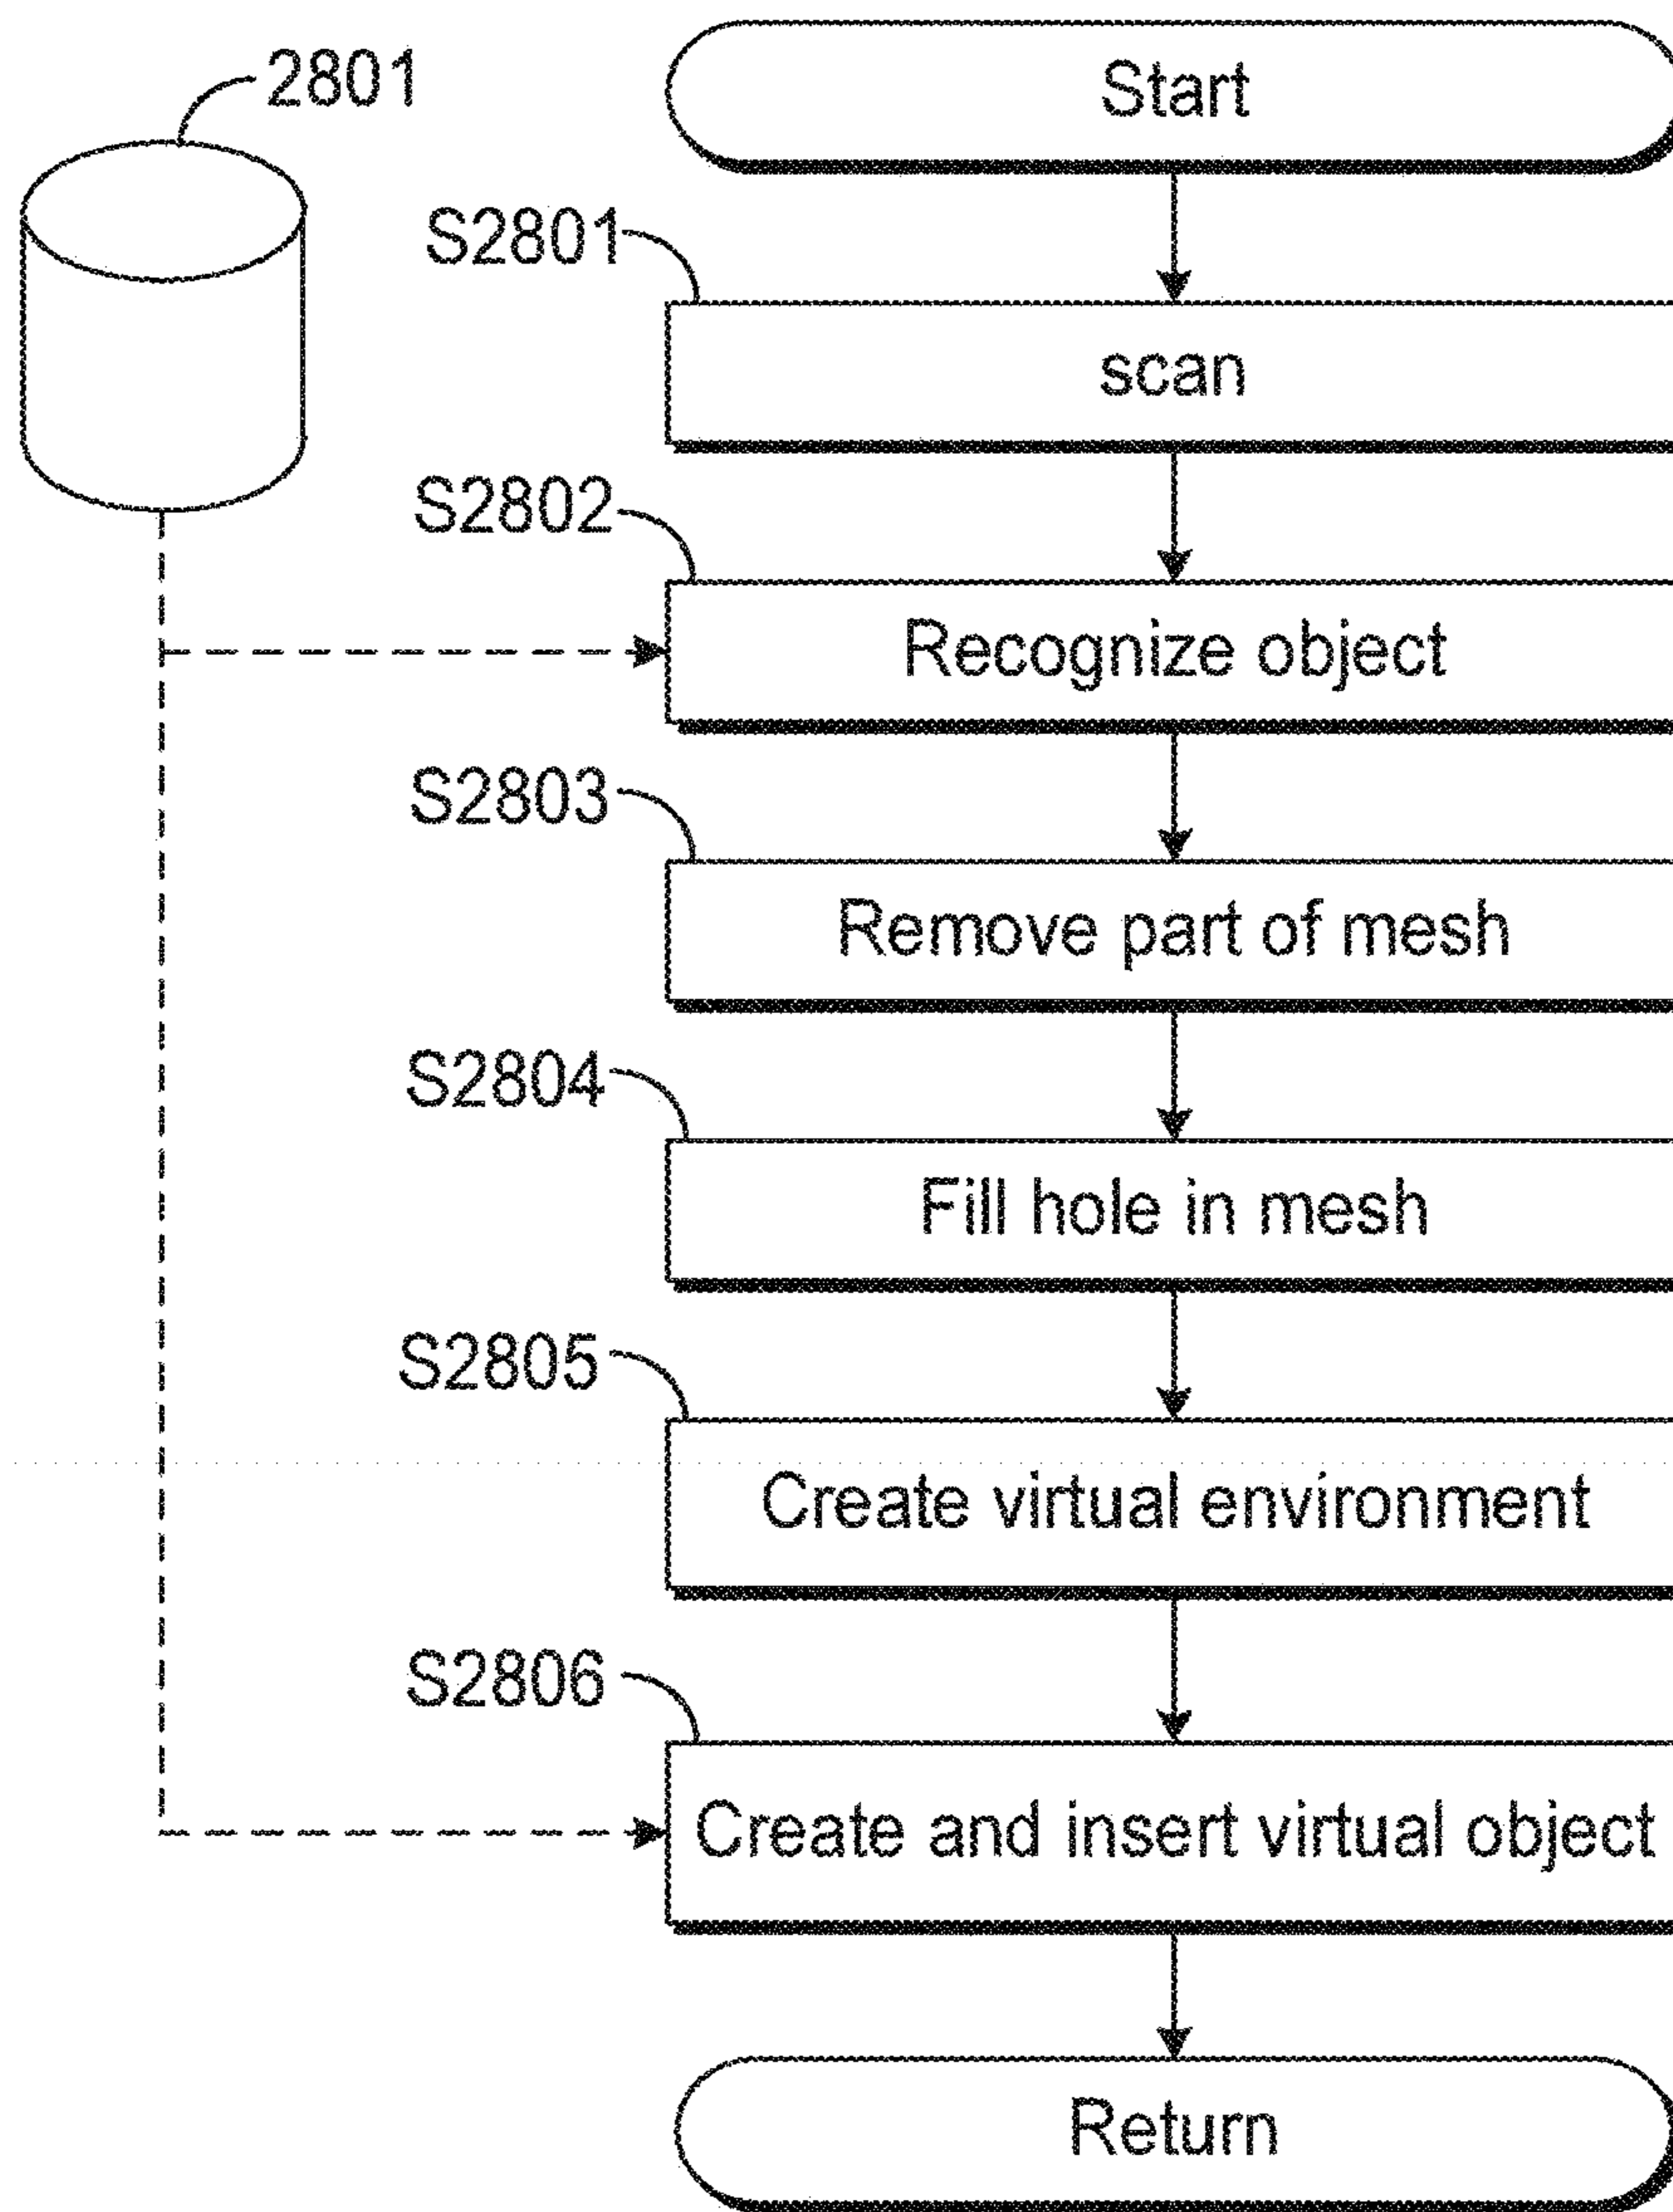 2801
Start
S2801
scan
S2802
Recognize object
S2803
Remove part of mesh
S2804
Fill hole in mesh
S2805
Create virtual environment
S2806
Create and insert virtual object
Return